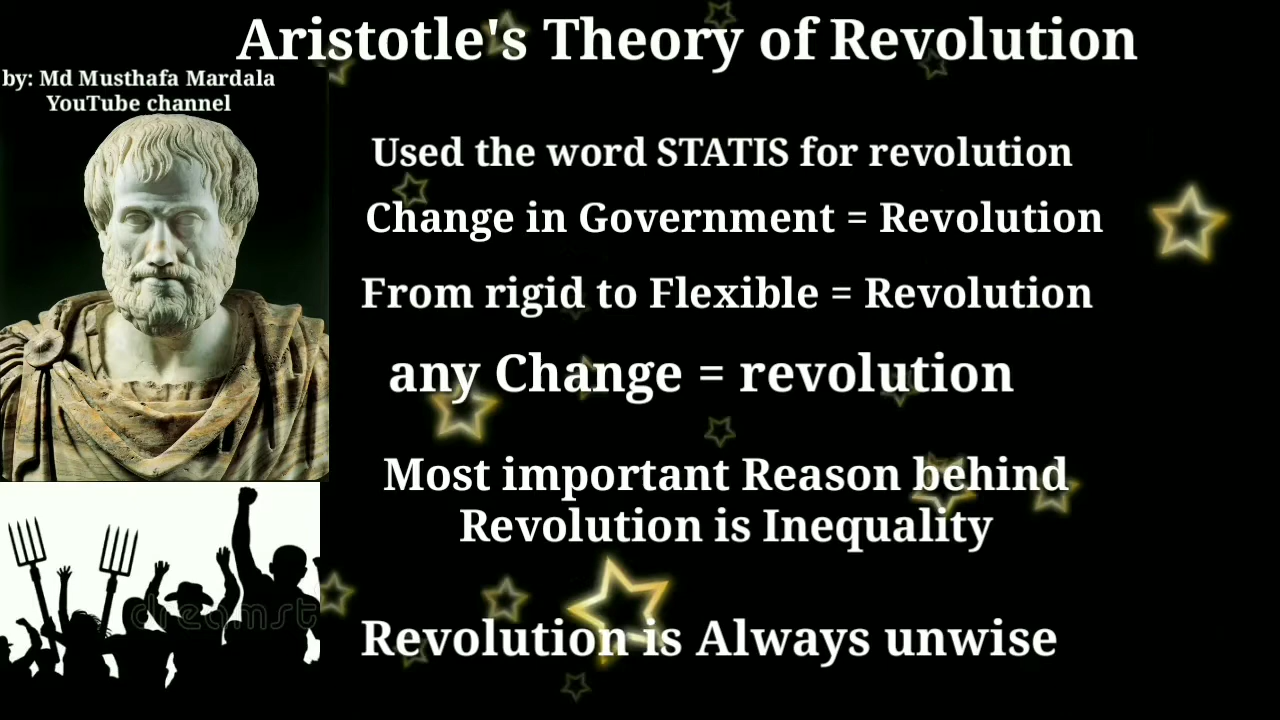 Aristotle's Theory of Revolution
by: Md Musthafa Mardala
YouTube channel
Used the word STATIS for revolution
Change in Government = Revolution
From rigid to Flexible = Revolution
any Change = revolution
Most important Reason behind
Revolution is Inequality
Revolution is Always unwise
dreamst